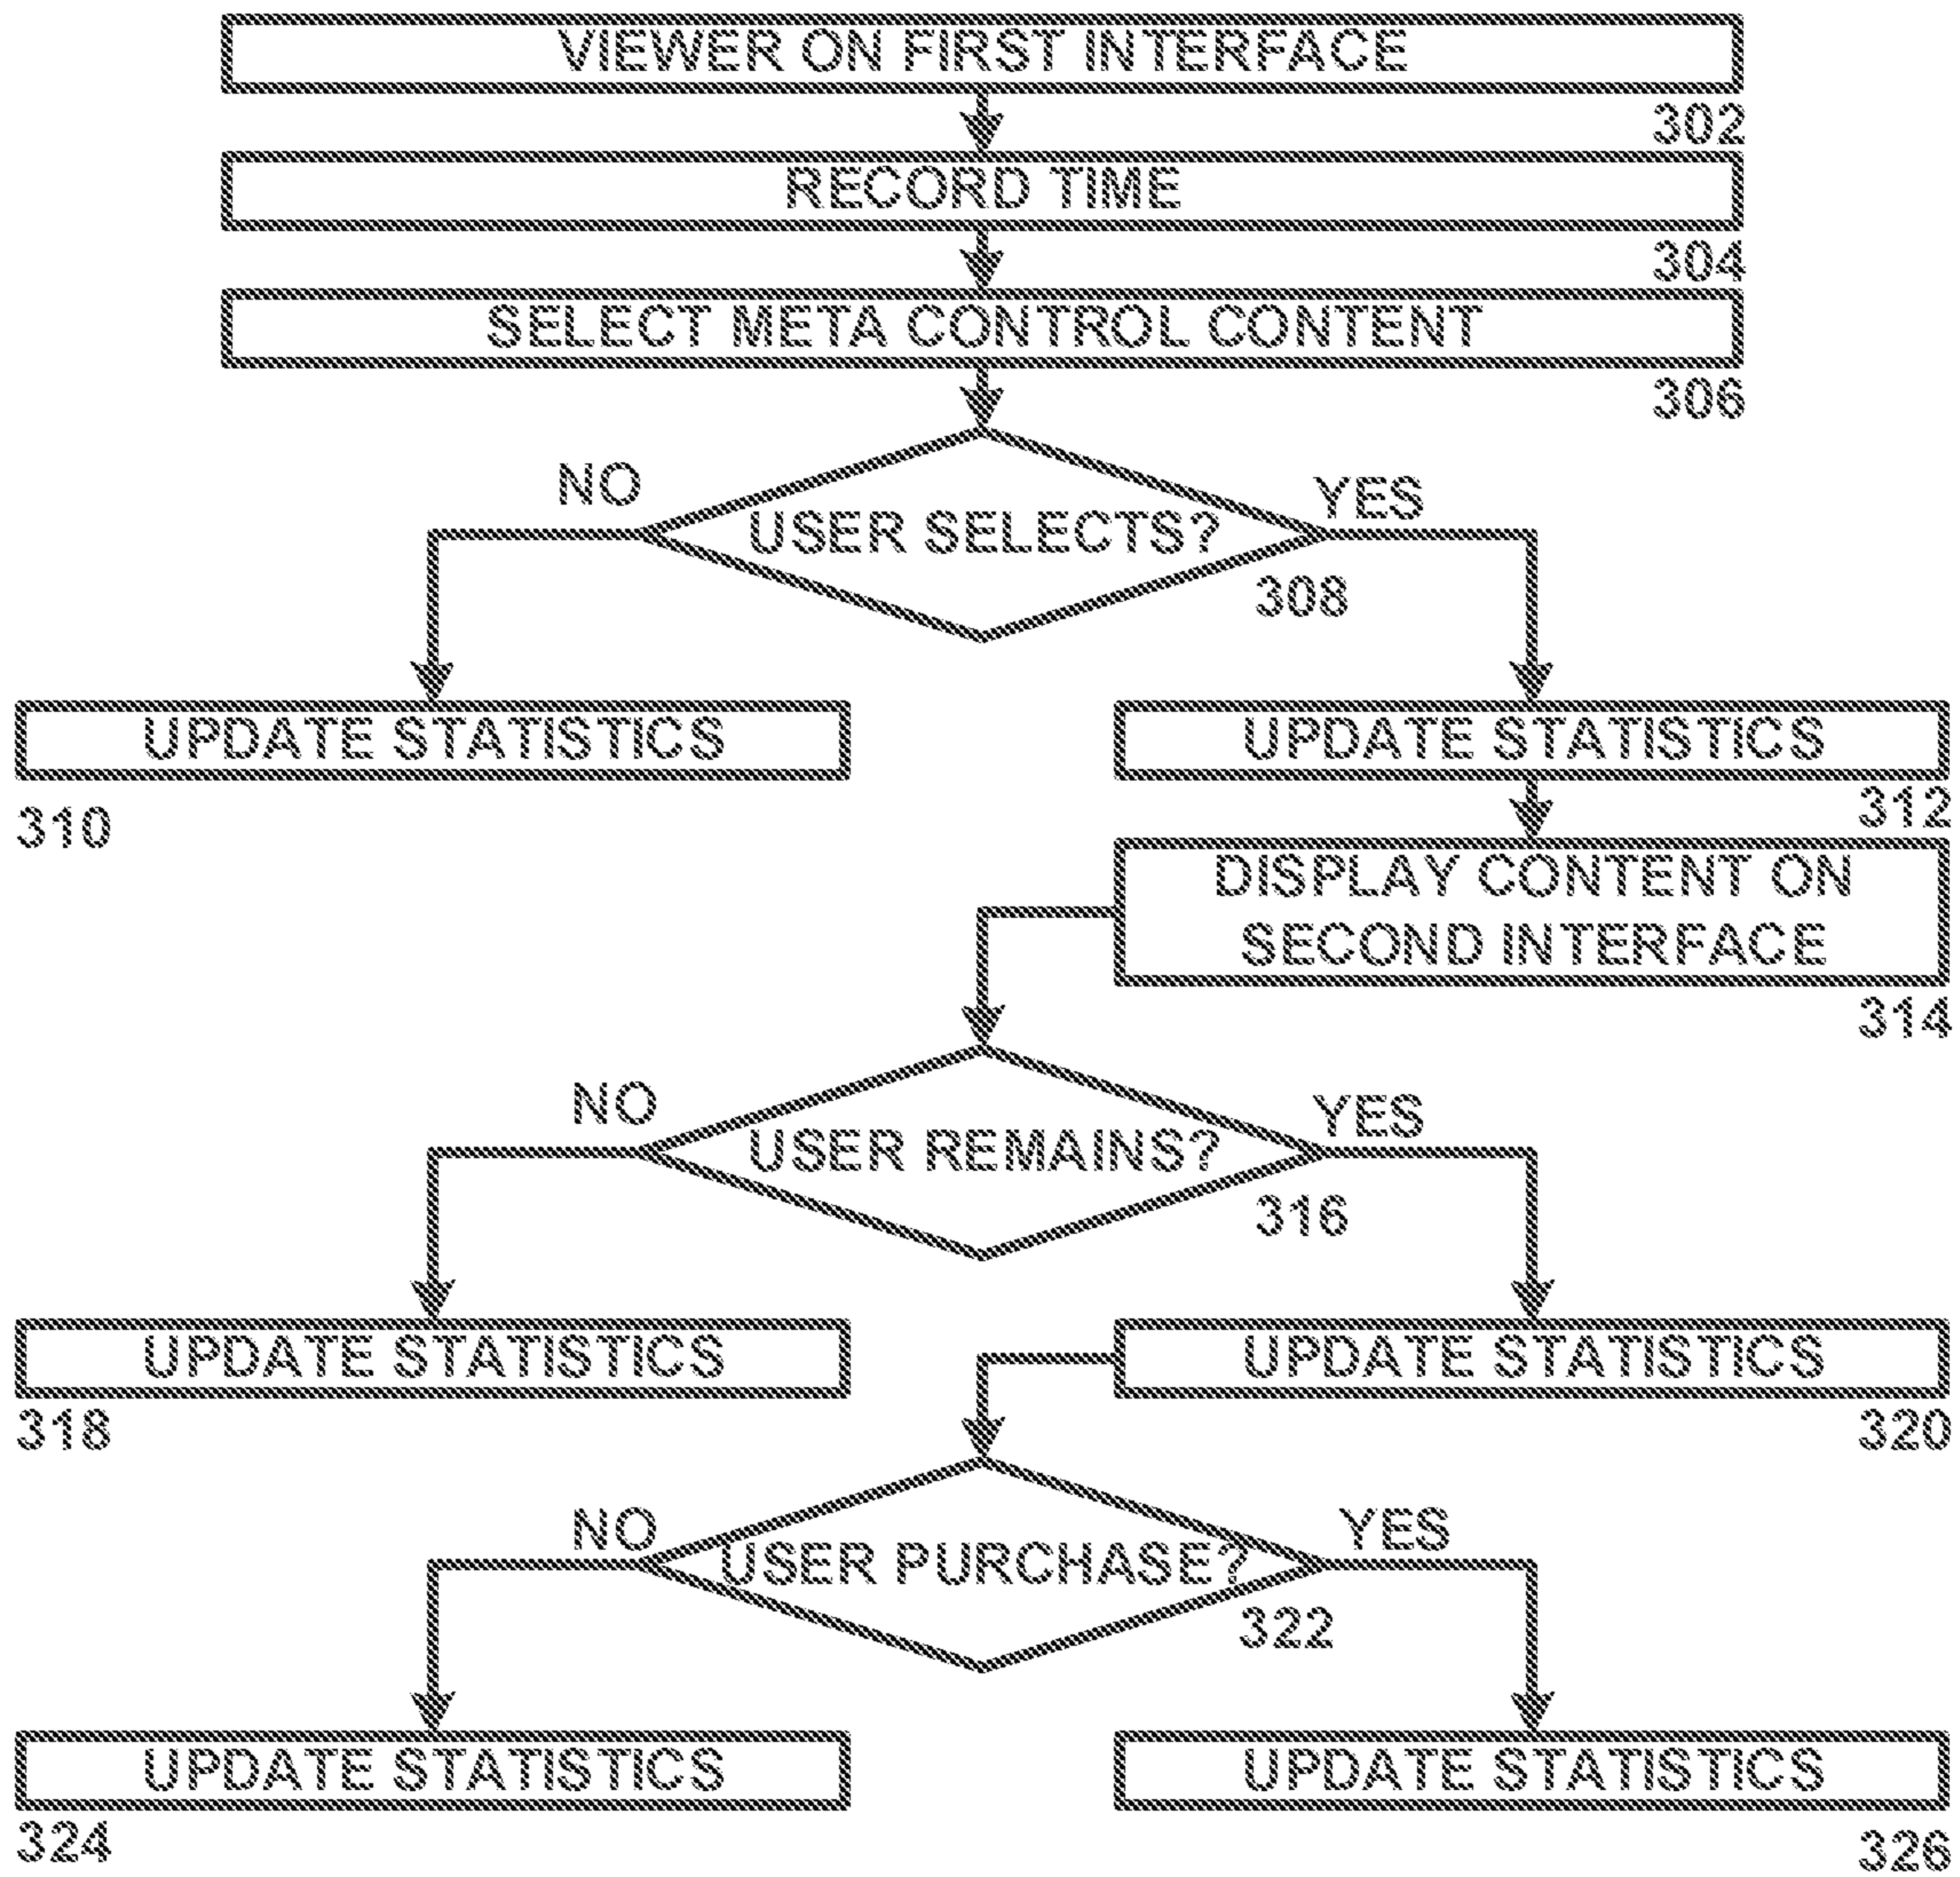 VIEWER ON FIRST INTERFACE
302
RECORD TIME
304
SELECT META CONTROL CONTENT
306
NO
YES
USER SELECTS?
308
UPDATE STATISTICS
310
UPDATE STATISTICS
312
DISPLAY CONTENT ON
SECOND INTERFACE
314
NO
YES
USER REMAINS?
316
UPDATE STATISTICS
318
UPDATE STATISTICS
320
NO
YES
USER PURCHASE?
322
UPDATE STATISTICS
324
UPDATE STATISTICS
326